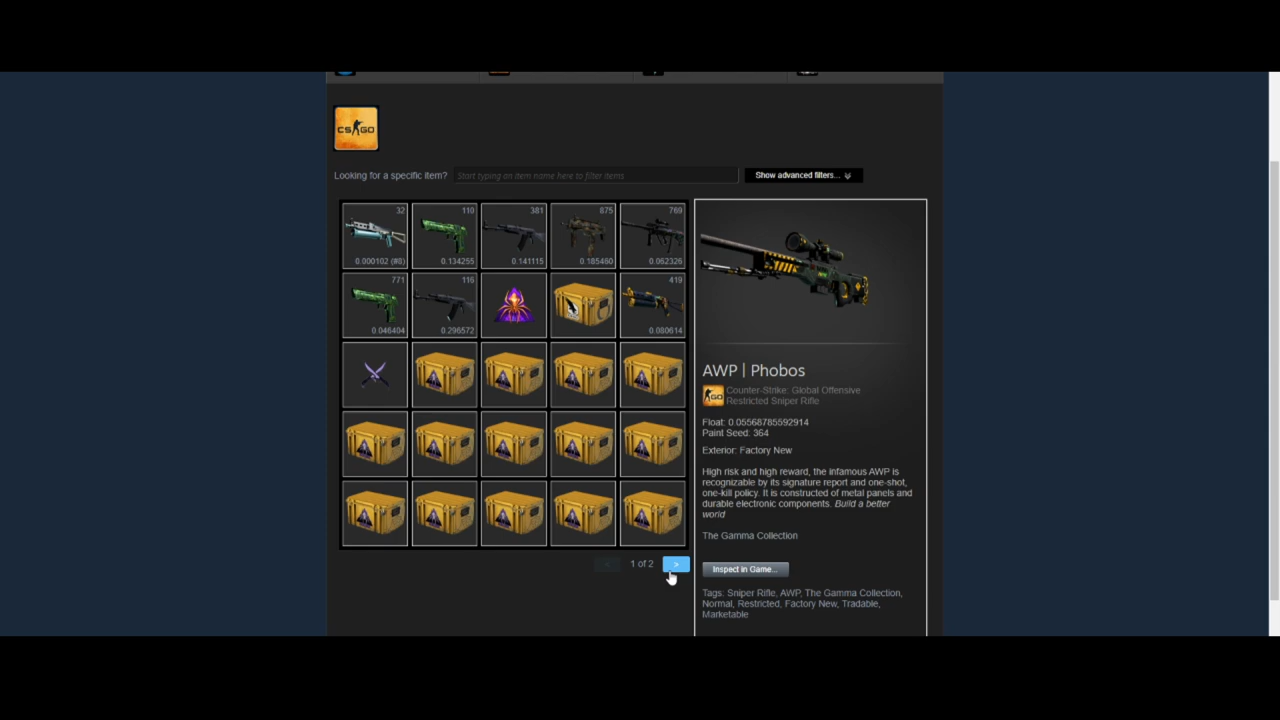 CS GO
Looking for a specific item?
Start typing an item name here to filter items
Show advanced filters...
32
110
381
875
769
0.000102 (#8)
0.134255
0.141115
0.185460
0.062326
771
116
419
0.046404
0.296572
0.080614
< 1 of 2 >
AWP | Phobos
Counter-Strike: Global Offensive
Restricted Sniper Rifle
Float: 0.05568785592914
Paint Seed: 364
Exterior: Factory New
High risk and high reward, the infamous AWP is
recognizable by its signature report and one-shot,
one-kill policy. It is constructed of metal panels and
durable electronic components. Build a better
world
The Gamma Collection
Inspect in Game...
Tags: Sniper Rifle, AWP, The Gamma Collection,
Normal, Restricted, Factory New, Tradable,
Marketable